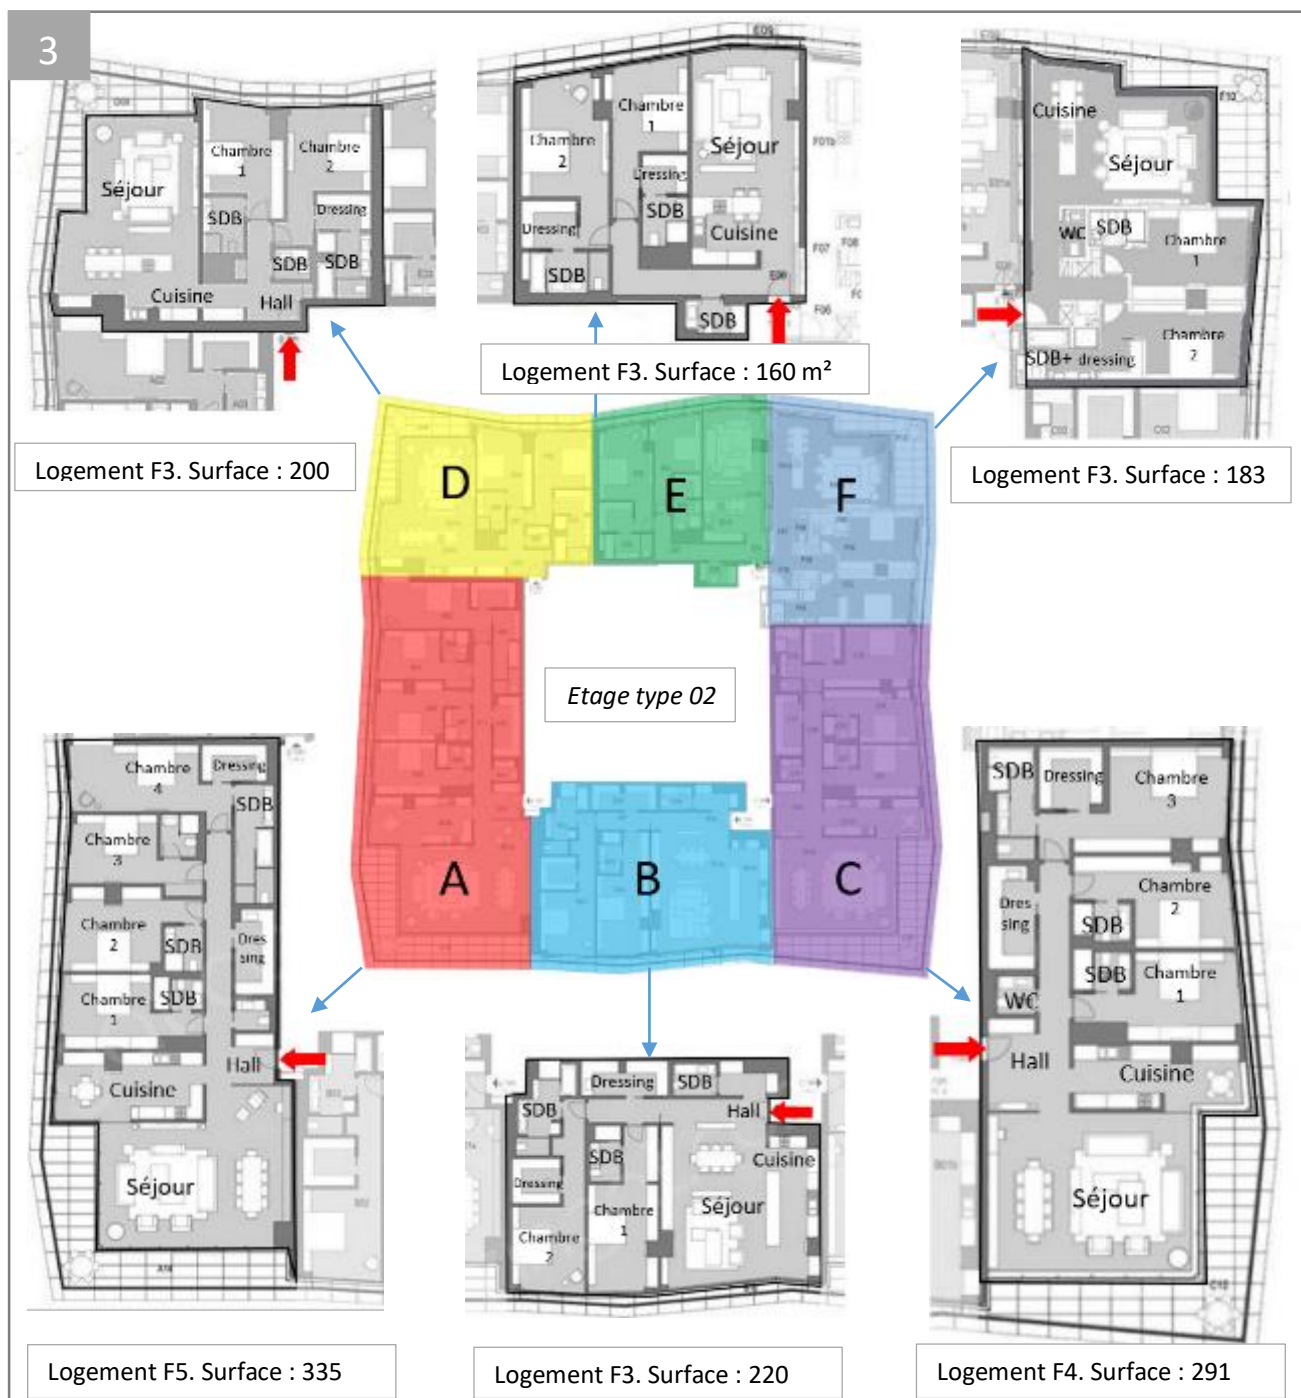 3
Séjour
Chambre
1
Chambre
2
SDB
Dressing
SDB
SDB
Cuisine
Hall
Logement F3. Surface : 200
Chambre
1
Chambre
2
Séjour
Dressing
SDB
Dressing
Cuisine
SDB
SDB
F07
F06
Logement F3. Surface : 160 m²
Cuisine
Séjour
WC
SDB
Chambre
1
Chambre
2
SDB+ dressing
Logement F3. Surface : 183
D
E
F
Etage type 02
A
B
C
Chambre
4
Dressing
SDB
Chambre
3
Chambre
2
SDB
Dres
sing
Chambre
1
SDB
Hall
Cuisine
Séjour
Logement F5. Surface : 335
Dressing
SDB
SDB
Hall
SDB
Cuisine
Dressing
Chambre
1
Séjour
Chambre
2
Logement F3. Surface : 220
SDB
Dressing
Chambre
3
Dres
sing
Chambre
2
SDB
SDB
Chambre
1
WC
Hall
Cuisine
Séjour
Logement F4. Surface : 291